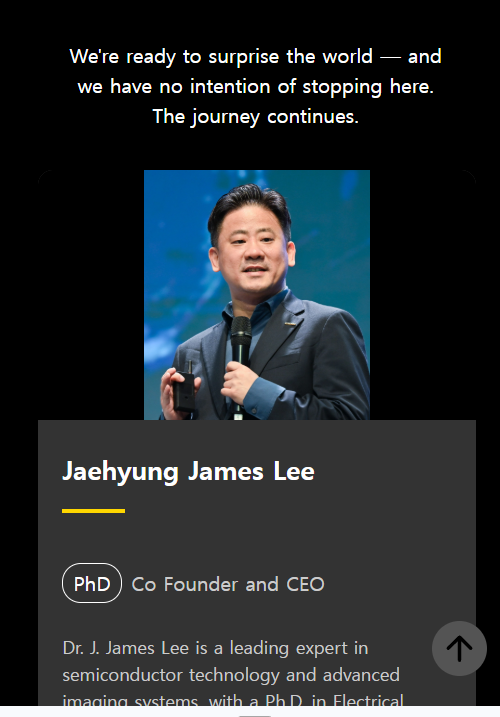 We're ready to surprise the world — and
we have no intention of stopping here.
The journey continues.
Jaehyung James Lee
PhD Co Founder and CEO
Dr. J. James Lee is a leading expert in
semiconductor technology and advanced
imaging systems, with a Ph.D. in Electrical